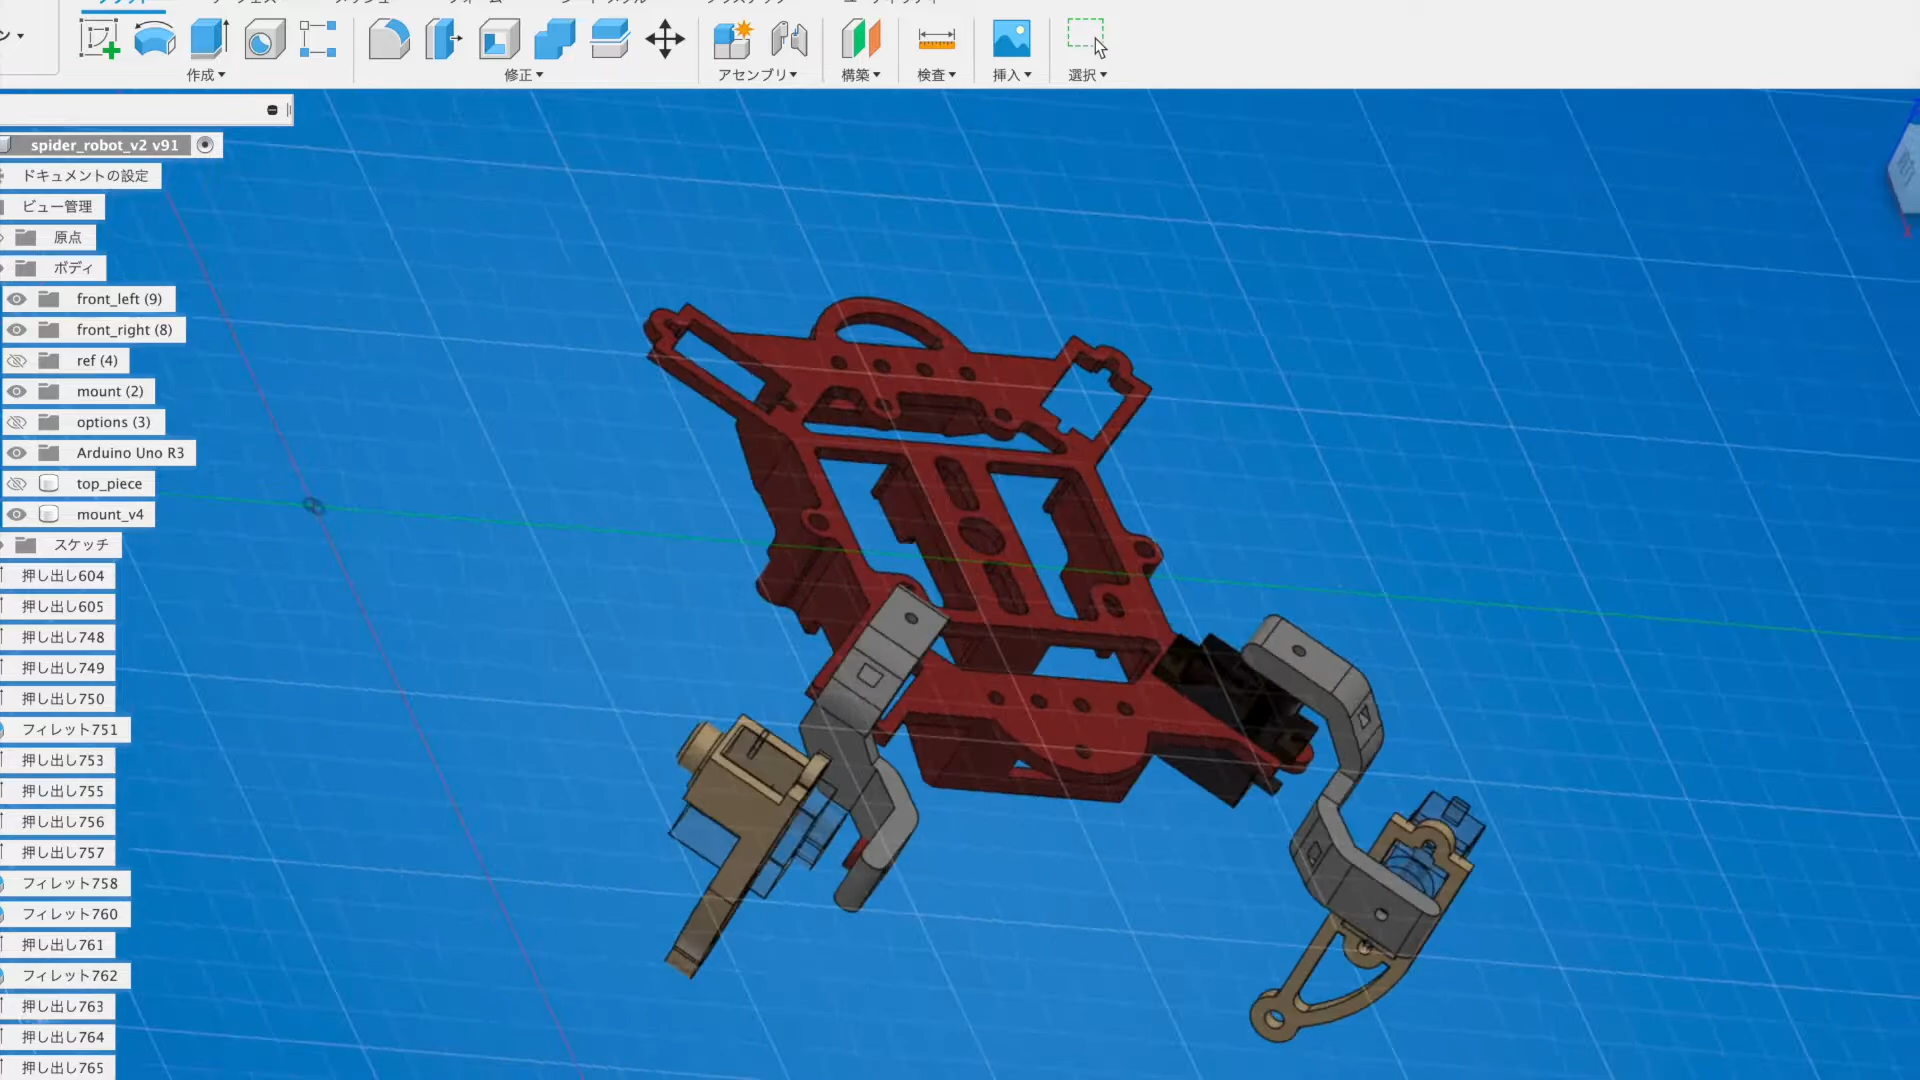 作成▼
修正▼
アセンブリ▼
構築▼
検査▼
挿入▼
選択▼
spider_robot_v2 v91
ドキュメントの設定
ビュー管理
原点
ボディ
front_left (9)
front_right (8)
ref (4)
mount (2)
options (3)
Arduino Uno R3
top_piece
mount_v4
スケッチ
押し出し604
押し出し605
押し出し748
押し出し749
押し出し750
フィレット751
押し出し753
押し出し755
押し出し756
押し出し757
フィレット758
フィレット760
押し出し761
フィレット762
押し出し763
押し出し764
押し出し765